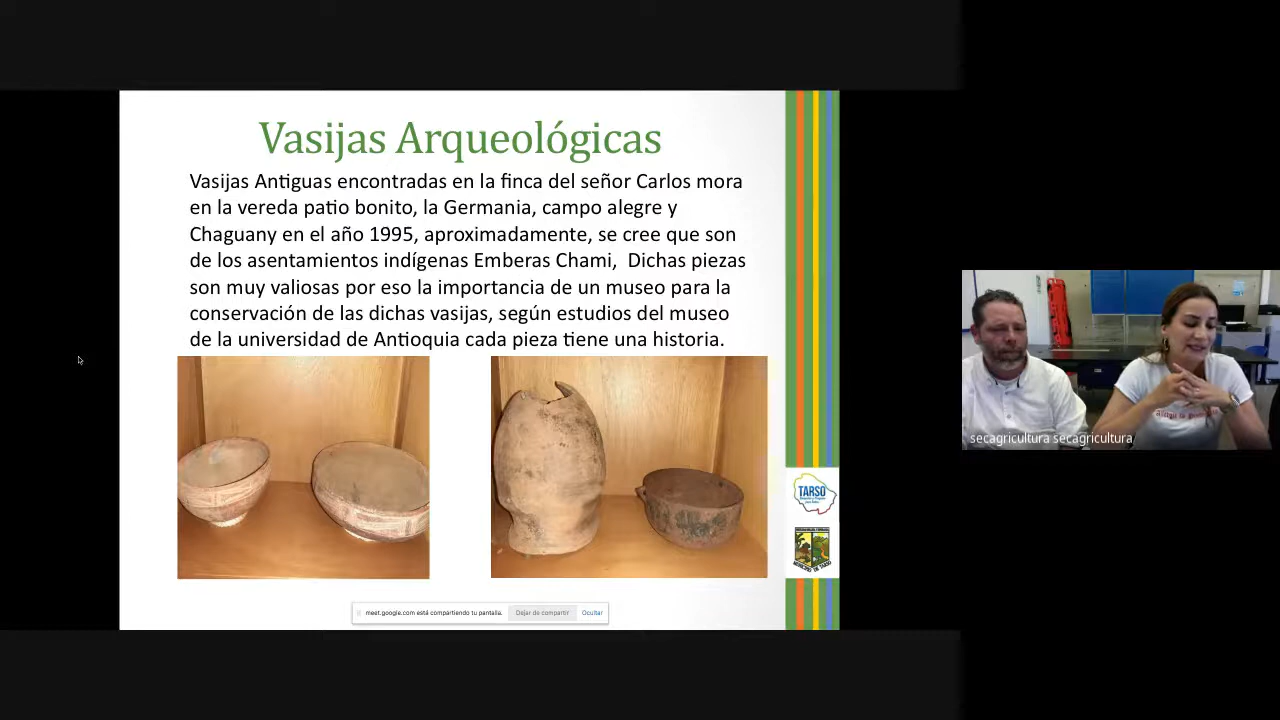 Vasijas Arqueológicas
Vasijas Antiguas encontradas en la finca del señor Carlos mora
en la vereda patio bonito, la Germania, campo alegre y
Chaguany en el año 1995, aproximadamente, se cree que son
de los asentamientos indígenas Emberas Chami, Dichas piezas
son muy valiosas por eso la importancia de un museo para la
conservación de las dichas vasijas, según estudios del museo
de la universidad de Antioquia cada pieza tiene una historia.
TARSO
meet.google.com está compartiendo tu pantalla.
Dejar de compartir
Ocultar
secagricultura secagricultura